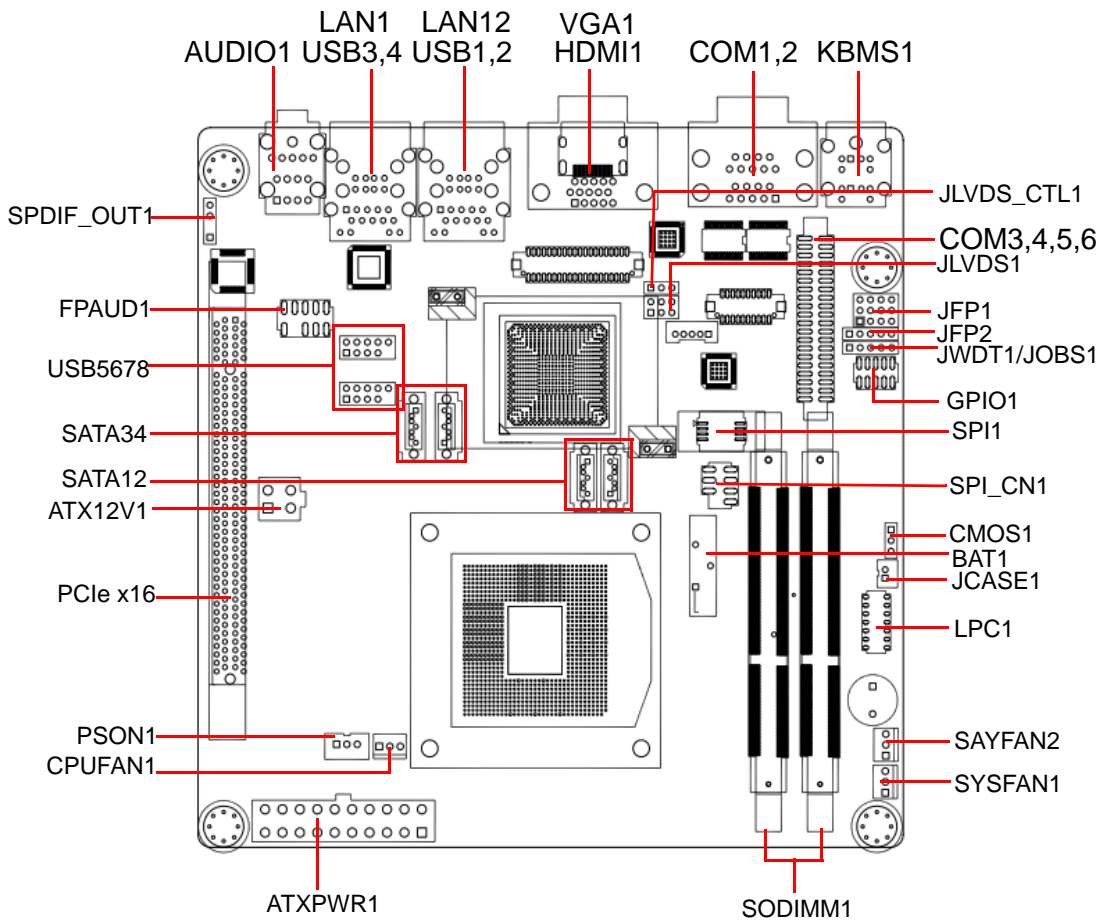 LAN1
LAN12
VGA1
AUDIO1
USB3,4
USB1,2
HDMI1
COM1,2
KBMS1
JLVDS_CTL1
SPDIF_OUT1
COM3,4,5,6
JLVDS1
FPAUD1
JFP1
JFP2
JWDT1/JOBS1
USB5678
GPIO1
SATA34
SPI1
SATA12
SPI_CN1
ATX12V1
CMOS1
BAT1
JCASE1
PCIe x16
LPC1
PSON1
SAYFAN2
CPUFAN1
SYSFAN1
ATXPWR1
SODIMM1